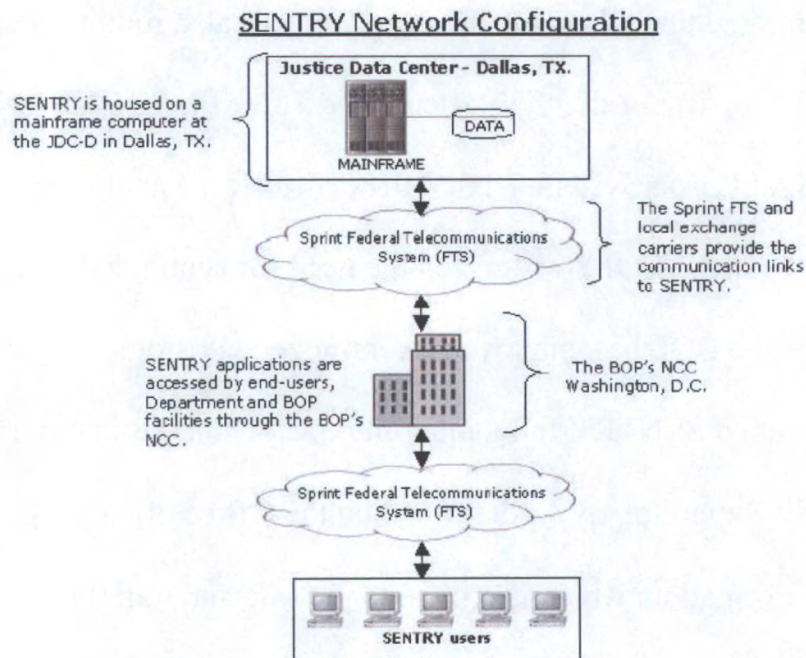 SENTRY Network Configuration
Justice Data Center - Dallas, TX.
SENTRY is housed on a
mainframe computer at
the JDC-D in Dallas, TX.
DATA
MAINFRAME
Sprint Federal Telecommunications
System (FTS)
The Sprint FTS and
local exchange
carriers provide the
communication links
to SENTRY.
SENTRY applications are
accessed by end-users,
Department and BOP
facilities through the BOP's
NCC.
The BOP's NCC
Washington, D.C.
Sprint Federal Telecommunications
System (FTS)
SENTRY users